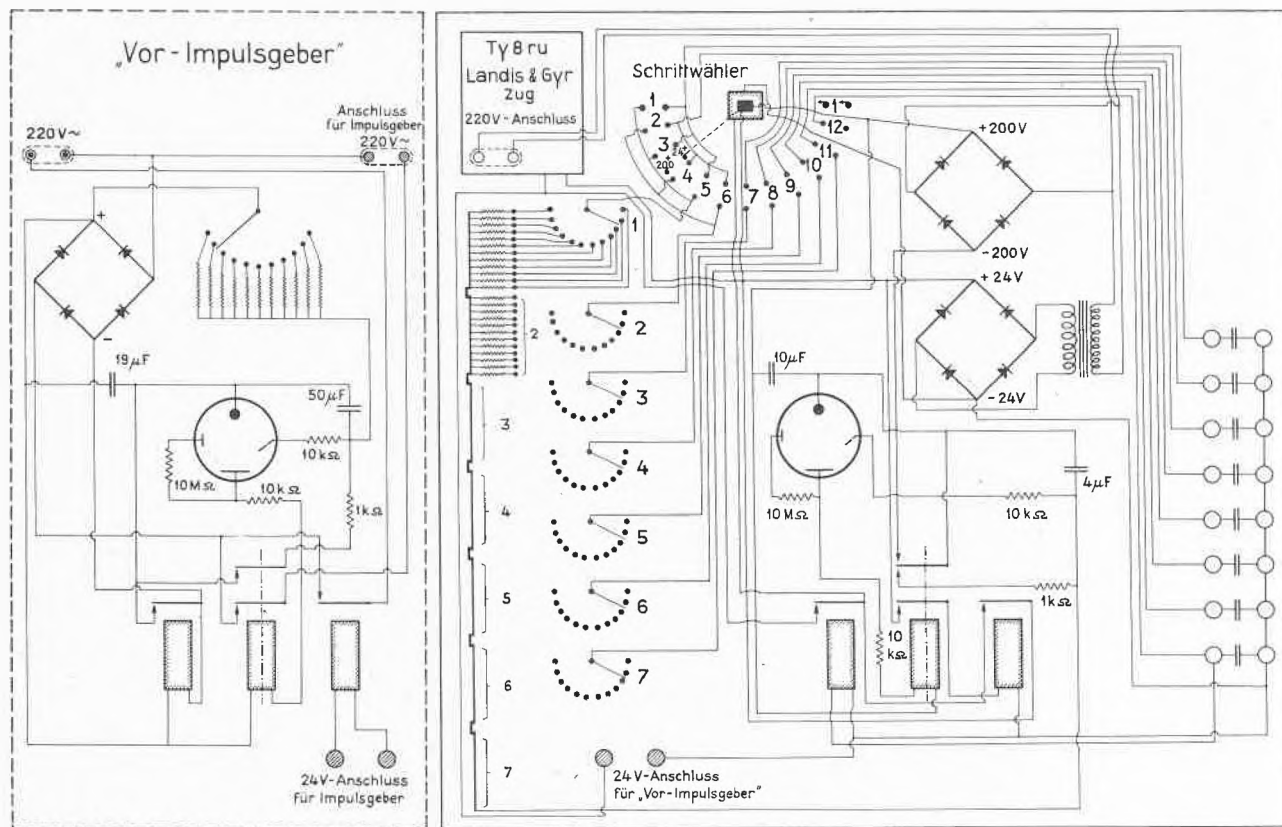 „Vor-Impulsgeber"
220V~
Anschluss
für Impulsgeber
220V~
+
−
19µF
50µF
10kΩ
10MΩ
10kΩ
1kΩ
24V-Anschluss
für Impulsgeber
Ty 8 ru
Landis & Gyr
Zug
220V-Anschluss
Schrittwähler
1
2
3
4
5
6
7
8
9
10
11
12
1
24
200
+200V
−200V
+24V
−24V
1
2
3
4
5
6
7
2
3
4
5
6
7
10µF
10MΩ
10kΩ
4µF
1kΩ
10
kΩ
24V-Anschluss
für „Vor-Impulsgeber"